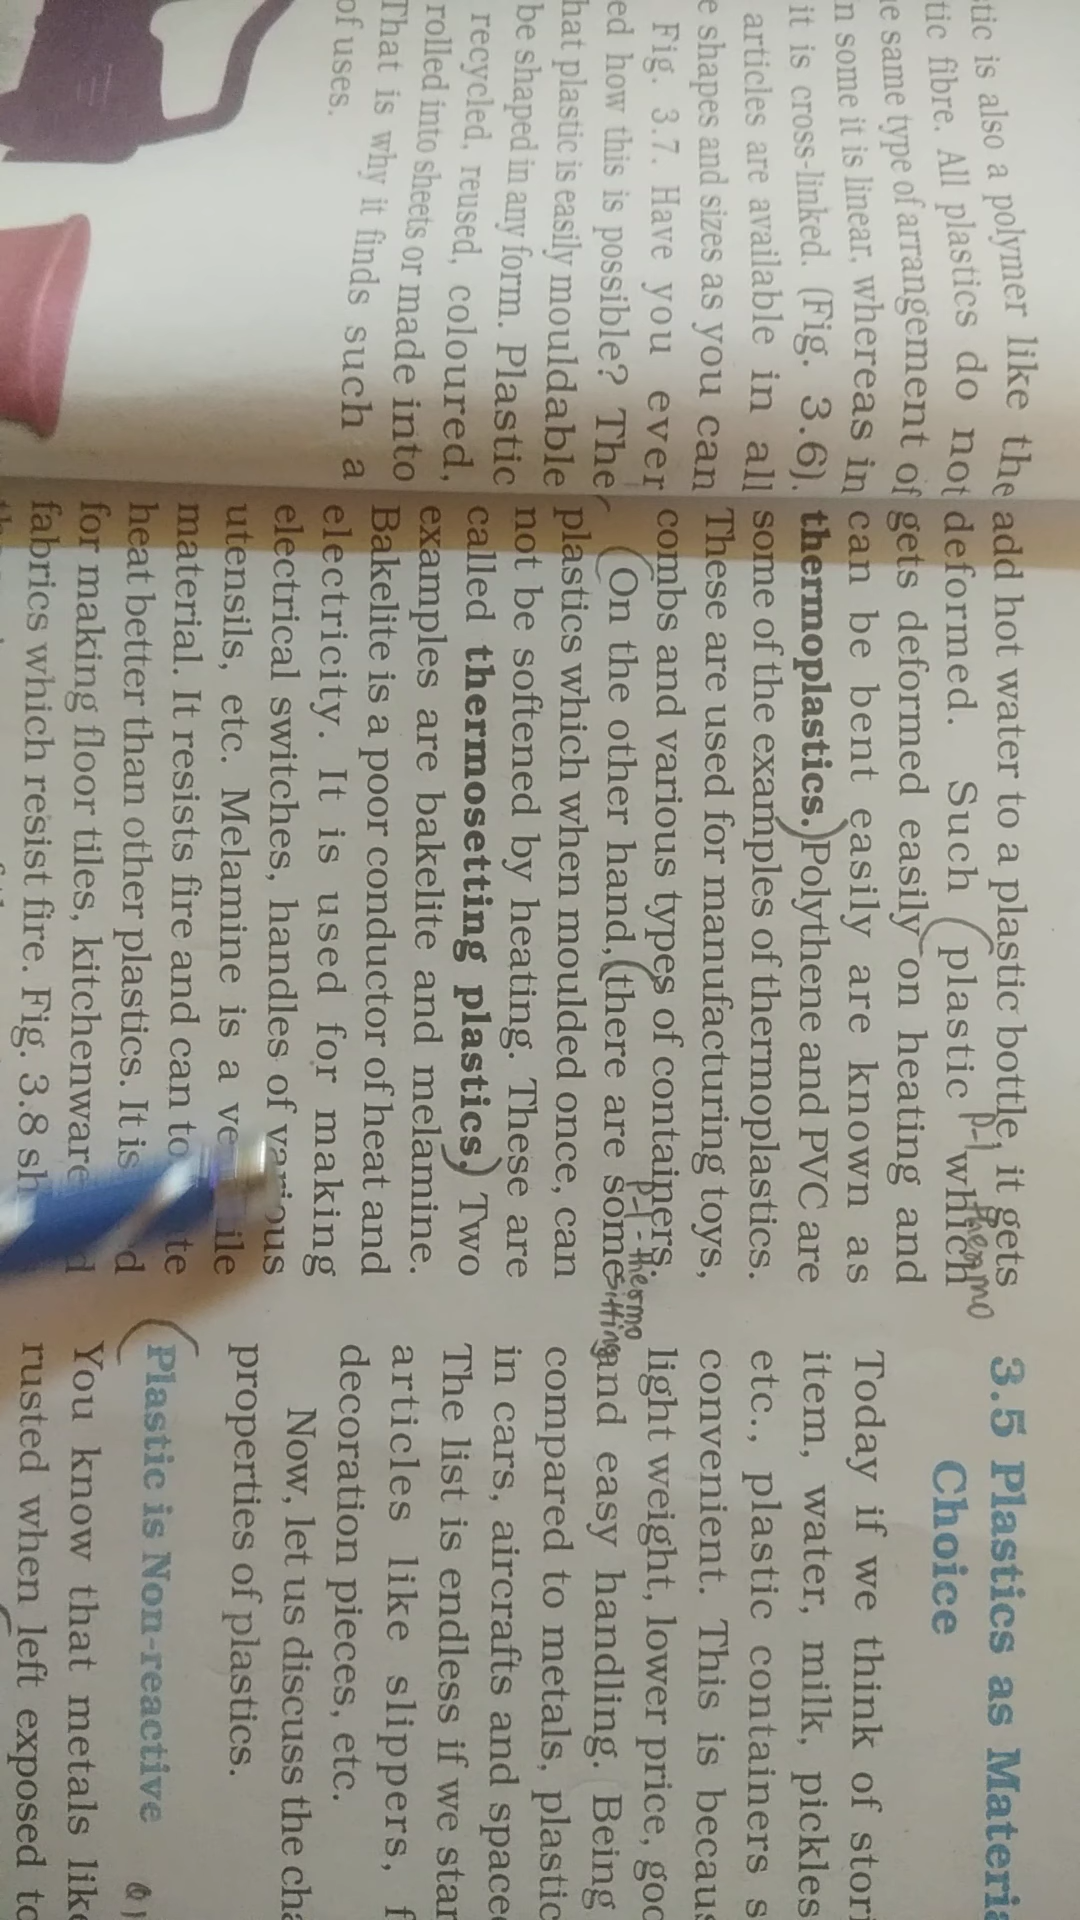 is also a polymer like the
fibre. All plastics do not
same type of arrangement of
some it is linear, whereas in
it is cross-linked. (Fig. 3.6).
articles are available in all
shapes and sizes as you can
Fig. 3.7. Have you ever
how this is possible? The
that plastic is easily mouldable
be shaped in any form. Plastic
recycled, reused, coloured,
rolled into sheets or made into
That is why it finds such a
of uses.
add hot water to a plastic bottle, it gets
deformed. Such (plastic which
p-1 thermo
gets deformed easily on heating and
can be bent easily are known as
thermoplastics.) Polythene and PVC are
some of the examples of thermoplastics.
These are used for manufacturing toys,
combs and various types of containers.
(On the other hand, (there are some
p-1 - thermo
sitting
plastics which when moulded once, can
not be softened by heating. These are
called thermosetting plastics.) Two
examples are bakelite and melamine.
Bakelite is a poor conductor of heat and
electricity. It is used for making
electrical switches, handles of various
utensils, etc. Melamine is a
material. It resists fire and can
heat better than other plastics. It is
for making floor tiles, kitchenware
fabrics which resist fire. Fig. 3.8
3.5 Plastics as
Choice
Today if we think of
item, water, milk, pickles
etc., plastic containers
convenient. This is
light weight, lower price,
and easy handling. Being
compared to metals, plastic
in cars, aircrafts and
The list is endless if we
articles like slippers,
decoration pieces, etc.
Now, let us discuss the
properties of plastics.
(Plastic is Non-reactive
You know that metals
rusted when left exposed